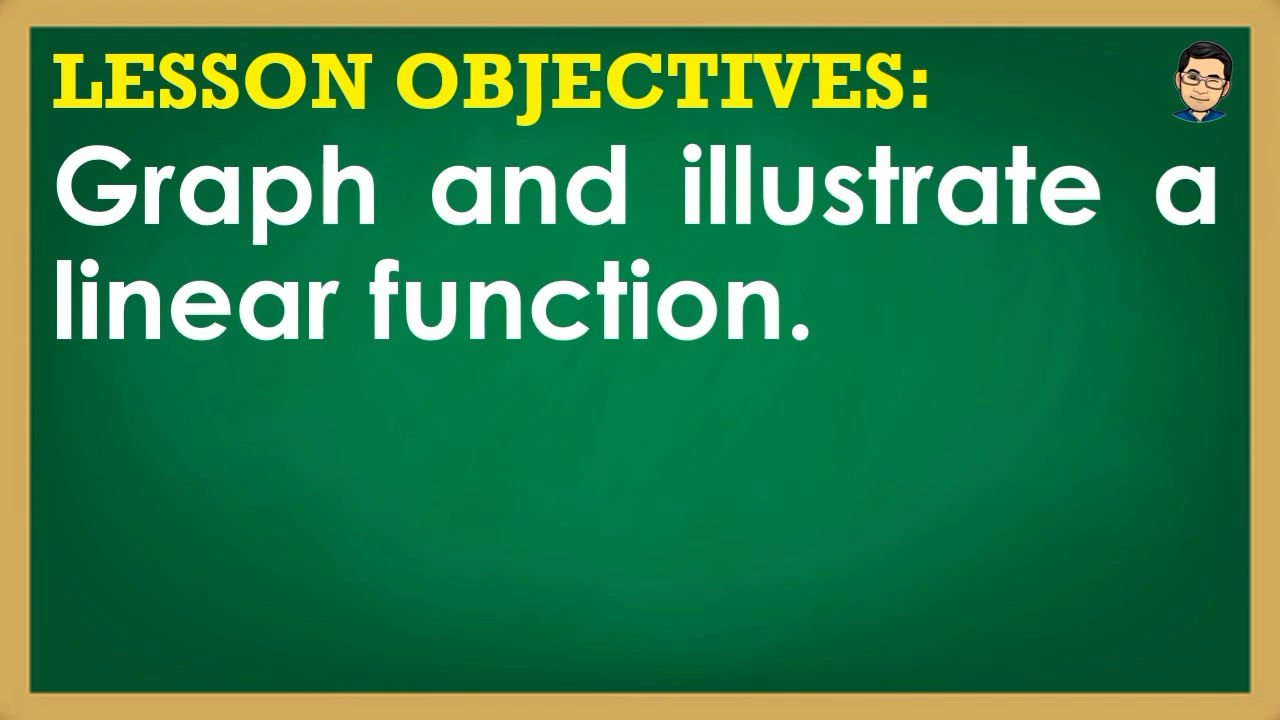 LESSON OBJECTIVES:
Graph and illustrate a
linear function.